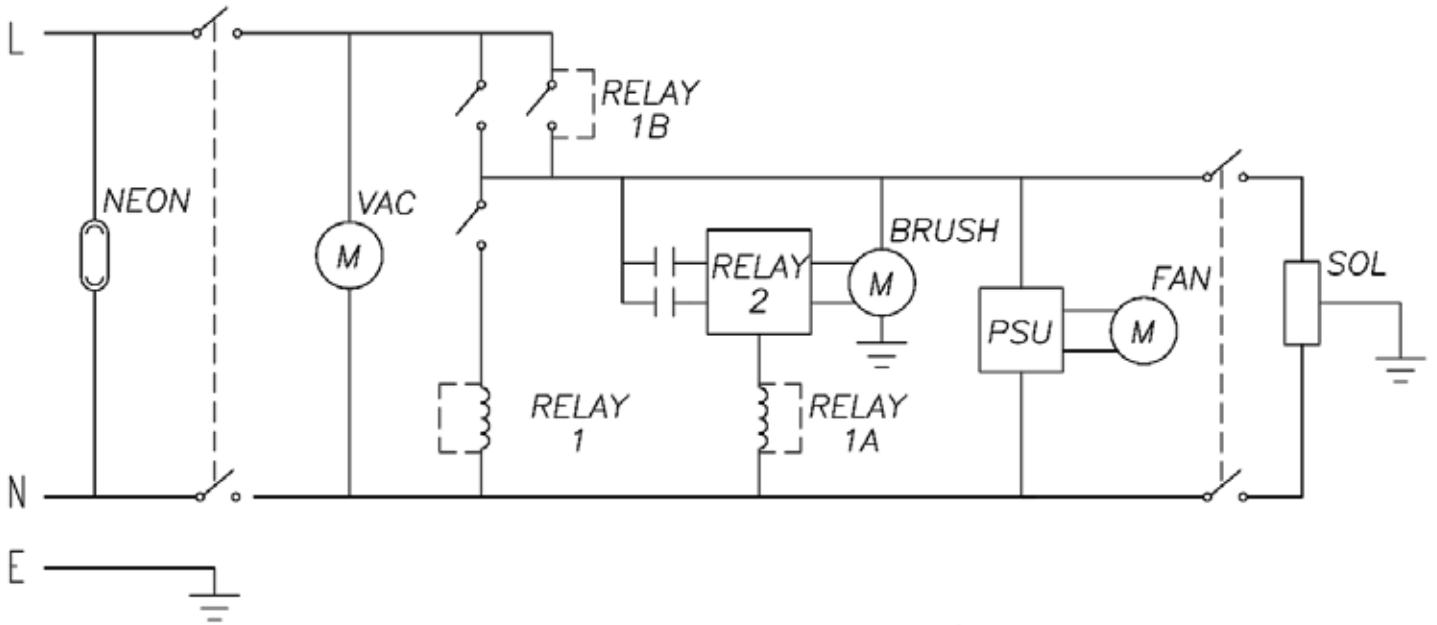 L
RELAY
1B
NEON
VAC
M
BRUSH
RELAY
2
M
FAN
SOL
PSU
M
RELAY
1
RELAY
1A
N
E